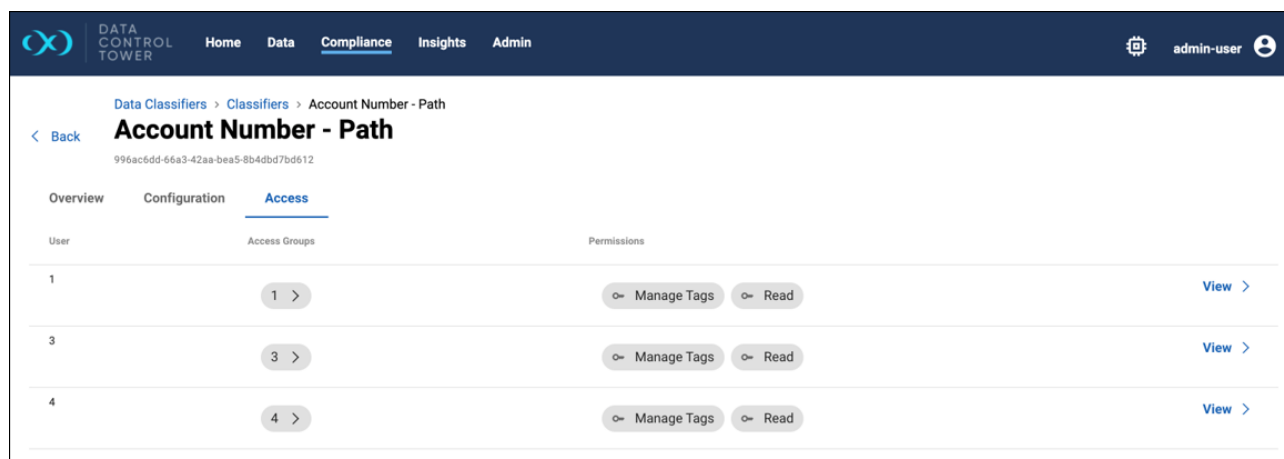 DATA
CONTROL
TOWER
Home Data Compliance Insights Admin admin-user
Data Classifiers > Classifiers > Account Number - Path
< Back Account Number - Path
996ac6dd-66a3-42aa-bea5-8b4dbd7bd612
Overview Configuration Access
User Access Groups Permissions
1 1 > Manage Tags Read View >
3 3 > Manage Tags Read View >
4 4 > Manage Tags Read View >